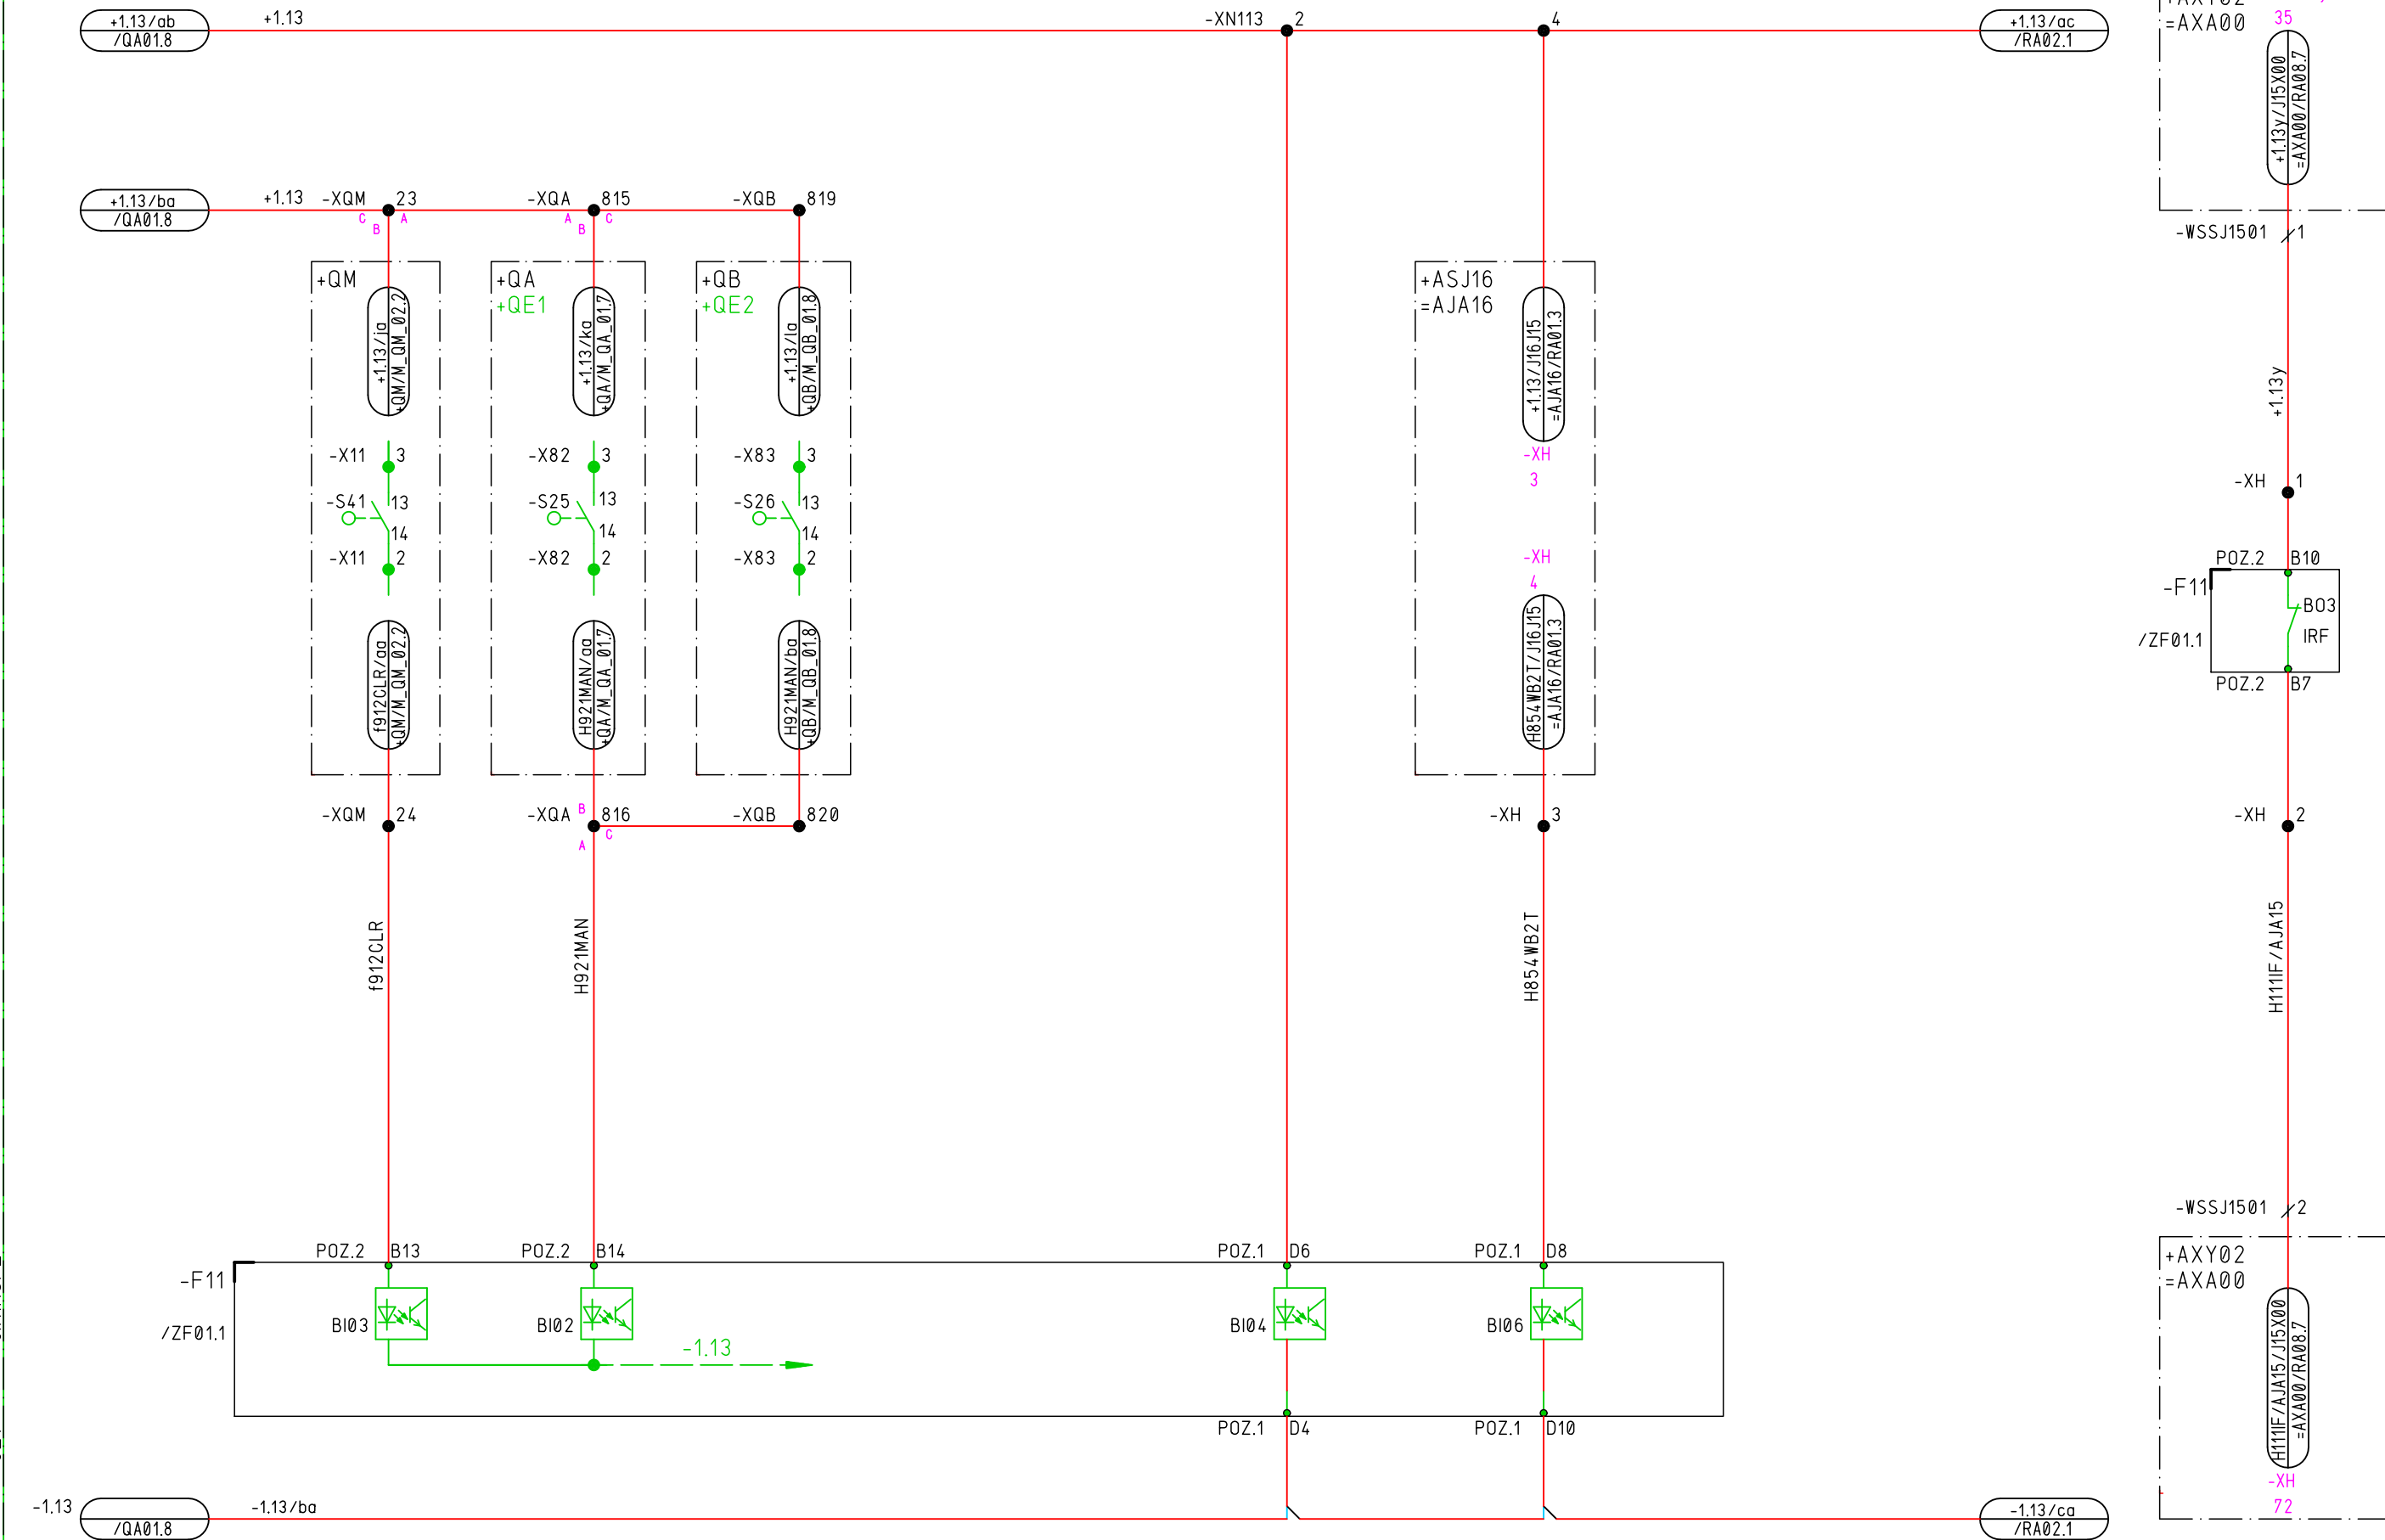 +1.13/ab
/QA01.8
+1.13
-XN113 2
4
+1.13/ac
/RA02.1
=AXA00
35
+1.13y/J15X00
=AXA00/RA08.7
+1.13/ba
/QA01.8
+1.13
-XQM 23
C B A
-XQA 815
A B C
-XQB 819
-WSSJ1501 1
+QM
+1.13/ja
+QM/M_QM_02.2
+QA
+QE1
+1.13/ka
+QA/M_QA_01.7
+QB
+QE2
+1.13/la
+QB/M_QB_01.8
+ASJ16
=AJA16
+1.13/J16J15
=AJA16/RA01.3
+1.13y
-X11 3
-S41 13
14
-X11 2
-X82 3
-S25 13
14
-X82 2
-X83 3
-S26 13
14
-X83 2
-XH
3
-XH
4
-XH 1
POZ.2 B10
-F11
BO3
/ZF01.1
IRF
POZ.2 B7
f912CLR/aa
+QM/M_QM_02.2
H921MAN/aa
+QA/M_QA_01.7
H921MAN/ba
+QB/M_QB_01.8
H854WB2T/J16J15
=AJA16/RA01.3
-XQM 24
-XQA 816
B A C
-XQB 820
-XH 3
-XH 2
f912CLR
H921MAN
H854WB2T
H111IF/AJA15
-WSSJ1501 2
POZ.2 B13
POZ.2 B14
POZ.1 D6
POZ.1 D8
-F11
/ZF01.1
BI03
BI02
BI04
BI06
-1.13
+AXY02
=AXA00
H111IF/AJA15/J15X00
=AXA00/RA08.7
POZ.1 D4
POZ.1 D10
-XH
72
-1.13
/QA01.8
-1.13/ba
-1.13/ca
/RA02.1